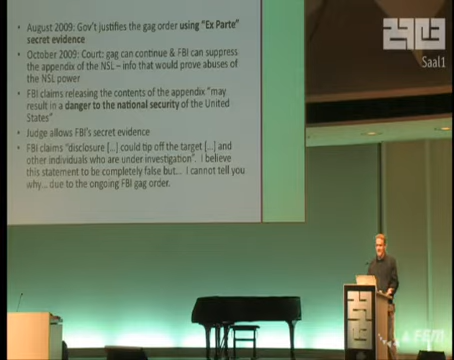 August 2009: Gov't justifies the gag order using "Ex Parte"
secret evidence
October 2009: Court: gag can continue & FBI can suppress
the appendix of the NSL – info that would prove abuses of
the NSL power
FBI claims releasing the contents of the appendix "may
result in a danger to the national security of the United
States"
Judge allows FBI's secret evidence
FBI claims "disclosure [...] could tip off the target [...] and
other individuals who are under investigation". I believe
this statement to be completely false but... I cannot tell you
why... due to the ongoing FBI gag order.
Saal1
FEM